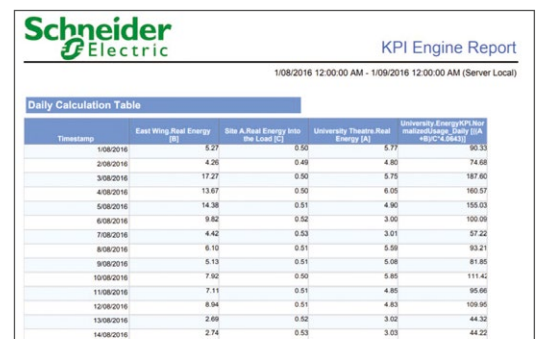 Schneider
Electric
KPI Engine Report
1/08/2016 12:00:00 AM - 1/09/2016 12:00:00 AM (Server Local)
Daily Calculation Table
Timestamp East Wing.Real Energy [B] Site A.Real Energy Into the Load [C] University Theatre.Real Energy [A] University.EnergyKPI.NormalizedUsage_Daily [((A+B)/C*4.0643)]
1/08/2016 5.27 0.50 5.77 90.33
2/08/2016 4.26 0.49 4.80 74.68
3/08/2016 17.27 0.50 5.75 187.60
4/08/2016 13.67 0.50 6.05 160.57
5/08/2016 14.38 0.51 4.90 155.03
6/08/2016 9.82 0.52 3.00 100.09
7/08/2016 4.42 0.53 3.01 57.22
8/08/2016 6.10 0.51 5.59 93.21
9/08/2016 5.13 0.51 5.08 81.85
10/08/2016 7.92 0.50 5.85 111.42
11/08/2016 7.11 0.51 4.85 95.66
12/08/2016 8.94 0.51 4.83 109.95
13/08/2016 2.69 0.52 3.02 44.32
14/08/2016 2.74 0.53 3.03 44.22